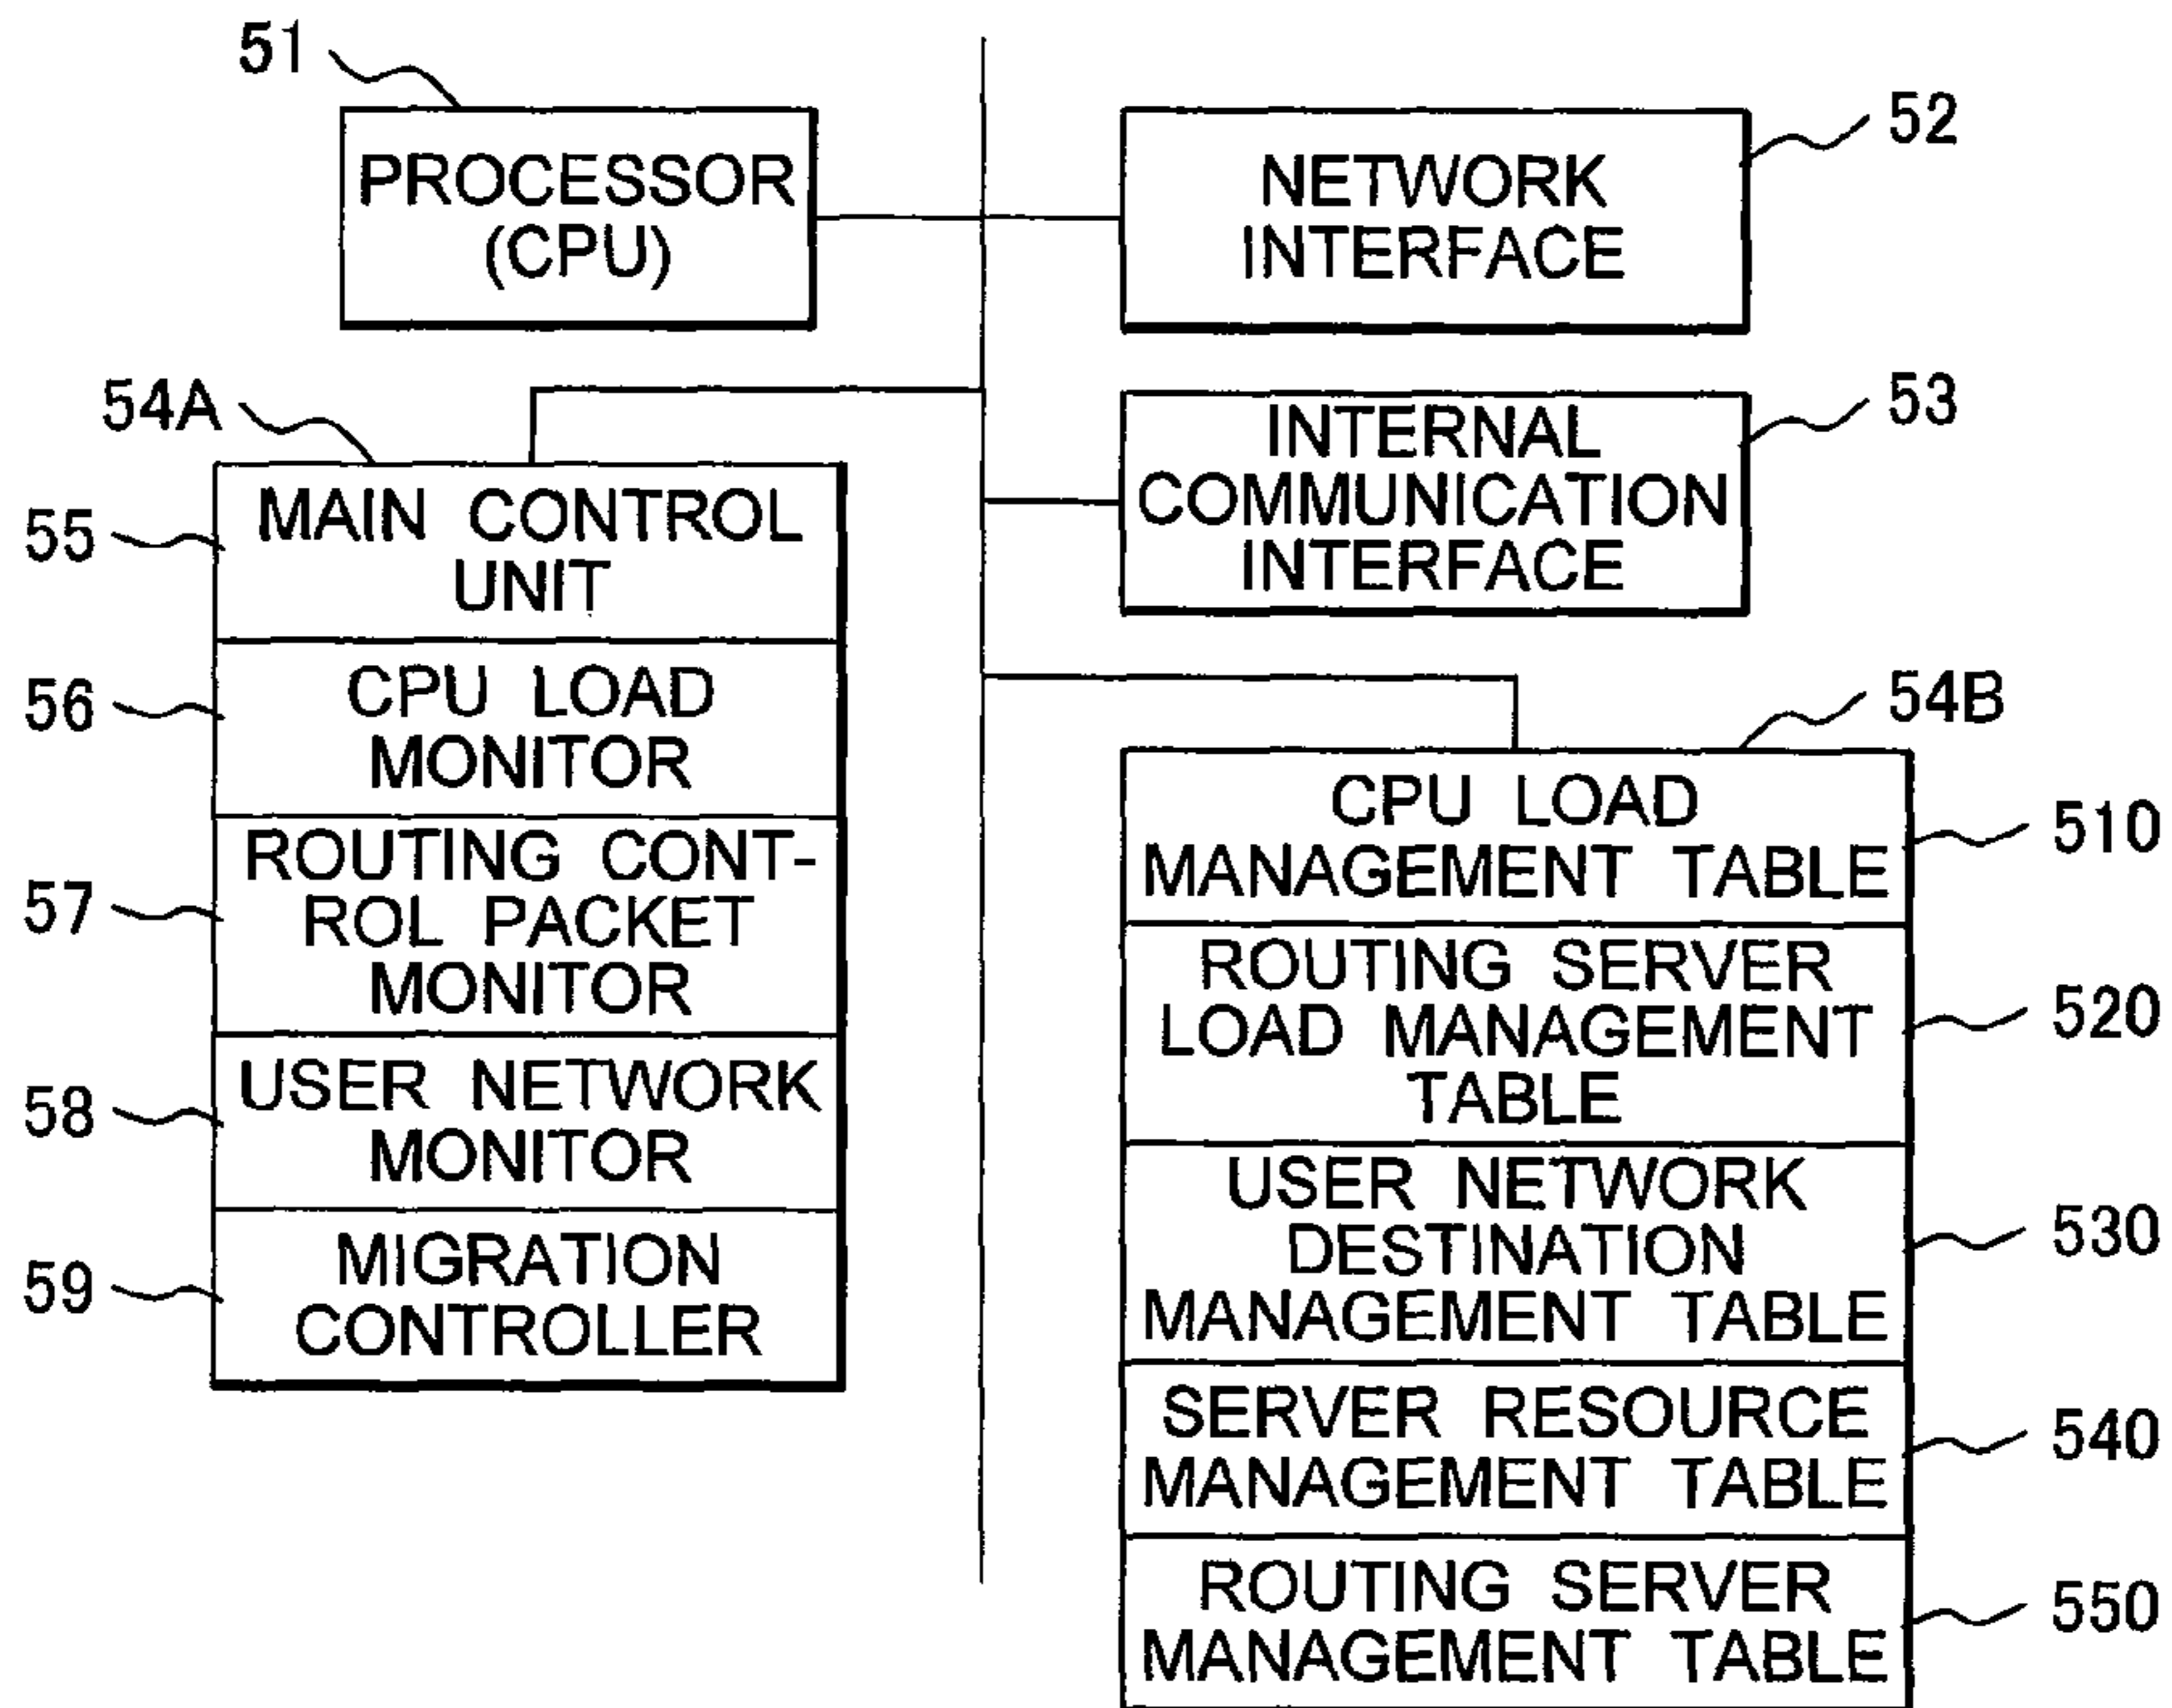 51
PROCESSOR
(CPU)
52
NETWORK
INTERFACE
53
INTERNAL
COMMUNICATION
INTERFACE
54A
55
MAIN CONTROL
UNIT
56
CPU LOAD
MONITOR
57
ROUTING CONT-
ROL PACKET
MONITOR
58
USER NETWORK
MONITOR
59
MIGRATION
CONTROLLER
54B
CPU LOAD
MANAGEMENT TABLE
510
ROUTING SERVER
LOAD MANAGEMENT
TABLE
520
USER NETWORK
DESTINATION
MANAGEMENT TABLE
530
SERVER RESOURCE
MANAGEMENT TABLE
540
ROUTING SERVER
MANAGEMENT TABLE
550